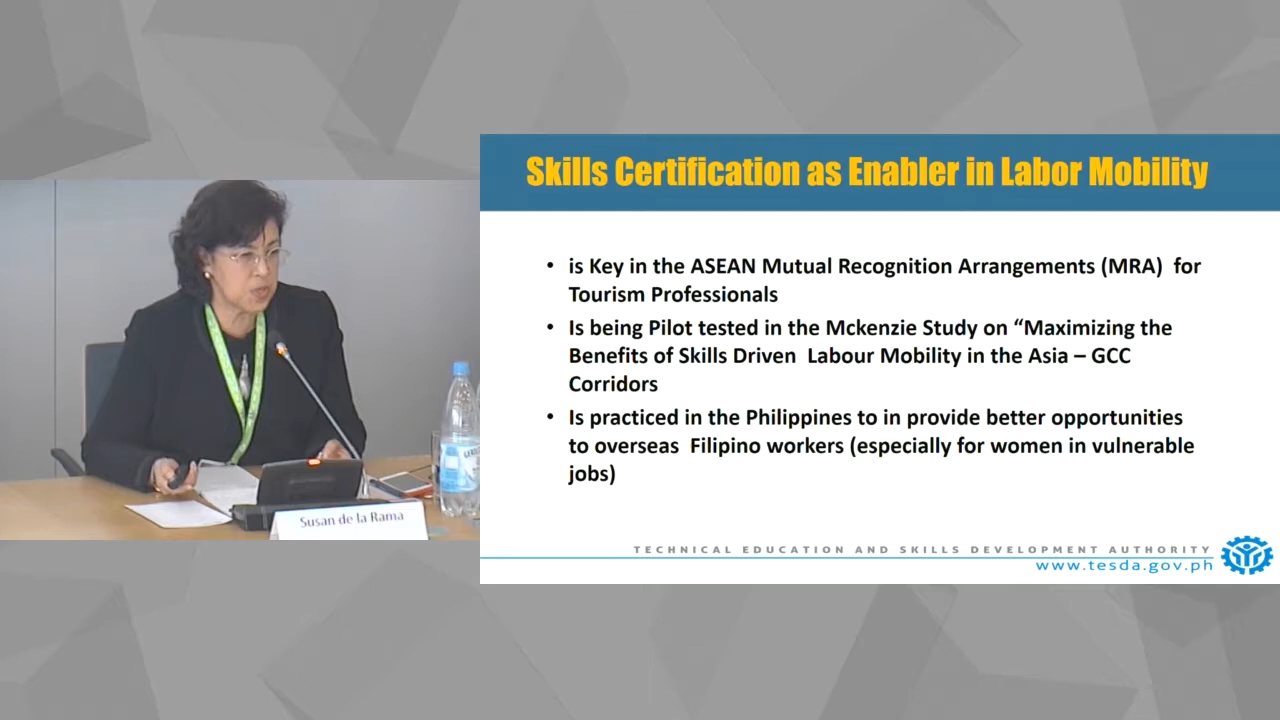 Skills Certification as Enabler in Labor Mobility
• is Key in the ASEAN Mutual Recognition Arrangements (MRA) for
Tourism Professionals
• Is being Pilot tested in the Mckenzie Study on “Maximizing the
Benefits of Skills Driven Labour Mobility in the Asia – GCC
Corridors
• Is practiced in the Philippines to in provide better opportunities
to overseas Filipino workers (especially for women in vulnerable
jobs)
TECHNICAL EDUCATION AND SKILLS DEVELOPMENT AUTHORITY
www.tesda.gov.ph
Susan de la Rama